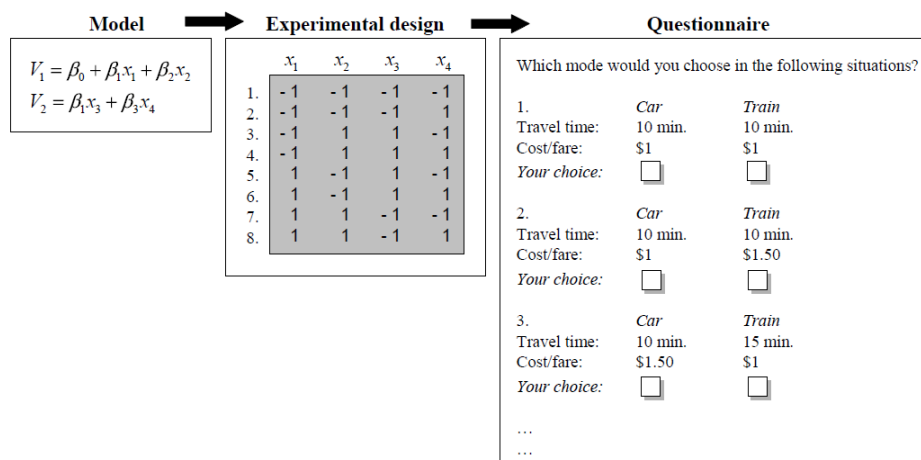 Model
Experimental design
Questionnaire
V₁ = β₀ + β₁x₁ + β₂x₂
V₂ = β₁x₃ + β₃x₄
x₁ x₂ x₃ x₄
1. -1 -1 -1 -1
2. -1 -1 -1 1
3. -1 1 1 -1
4. -1 1 1 1
5. 1 -1 1 -1
6. 1 -1 1 1
7. 1 1 -1 -1
8. 1 1 -1 1
Which mode would you choose in the following situations?
1. Car Train
Travel time: 10 min. 10 min.
Cost/fare: $1 $1
Your choice:
2. Car Train
Travel time: 10 min. 10 min.
Cost/fare: $1 $1.50
Your choice:
3. Car Train
Travel time: 10 min. 15 min.
Cost/fare: $1.50 $1
Your choice:
…
…